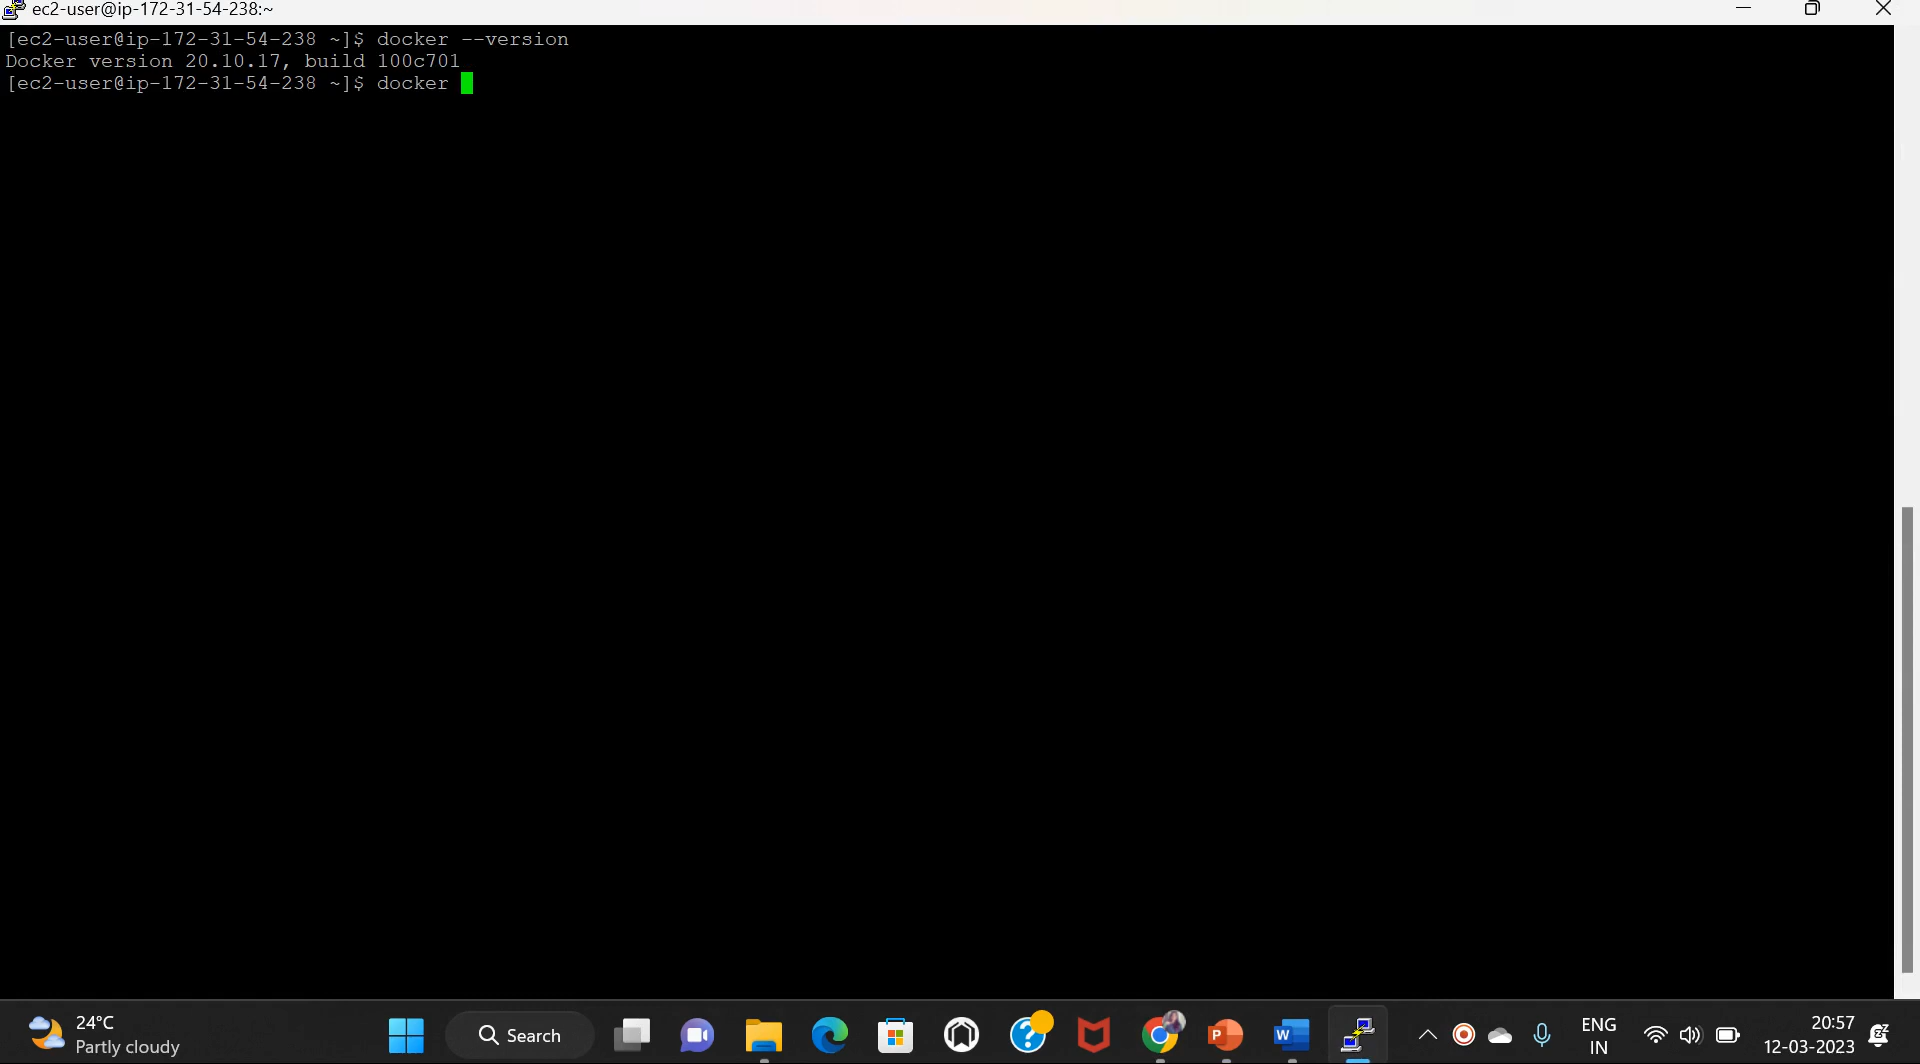 ec2-user@ip-172-31-54-238:~
[ec2-user@ip-172-31-54-238 ~]$ docker --version
Docker version 20.10.17, build 100c701
[ec2-user@ip-172-31-54-238 ~]$ docker
24°C
Partly cloudy
Search
ENG
IN
20:57
12-03-2023